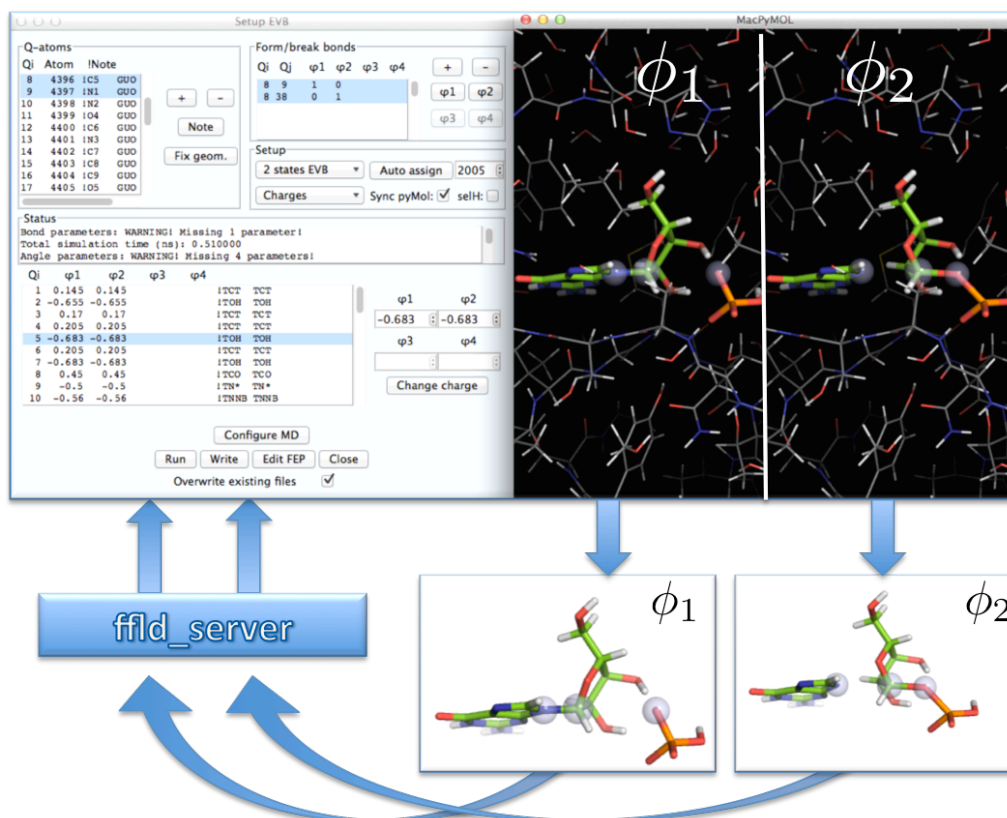 Setup EVB
MacPyMOL
Q-atoms
Qi Atom !Note
8 4396 !C5 GUO
9 4397 !N1 GUO
10 4398 !N2 GUO
11 4399 !O4 GUO
12 4400 !C6 GUO
13 4401 !N3 GUO
14 4402 !C7 GUO
15 4403 !C8 GUO
16 4404 !C9 GUO
17 4405 !O5 GUO
+ -
Note
Fix geom.
Form/break bonds
Qi Qj φ1 φ2 φ3 φ4
8 9 1 0
8 38 0 1
+ -
φ1 φ2
φ3 φ4
Setup
2 states EVB Auto assign 2005
Charges Sync pyMol: selH:
Status
Bond parameters: WARNING! Missing 1 parameter!
Total simulation time (ns): 0.510000
Angle parameters: WARNING! Missing 4 parameters!
Qi φ1 φ2 φ3 φ4
1 0.145 0.145 !TCT TCT
2 -0.655 -0.655 !TOH TOH
3 0.17 0.17 !TCT TCT
4 0.205 0.205 !TCT TCT
5 -0.683 -0.683 !TOH TOH
6 0.205 0.205 !TCT TCT
7 -0.683 -0.683 !TOH TOH
8 0.45 0.45 !TCO TCO
9 -0.5 -0.5 !TN* TN*
10 -0.56 -0.56 !TNNB TNNB
φ1 φ2
-0.683 -0.683
φ3 φ4
Change charge
Configure MD
Run Write Edit FEP Close
Overwrite existing files
ϕ1 ϕ2
ffld_server
ϕ1
ϕ2